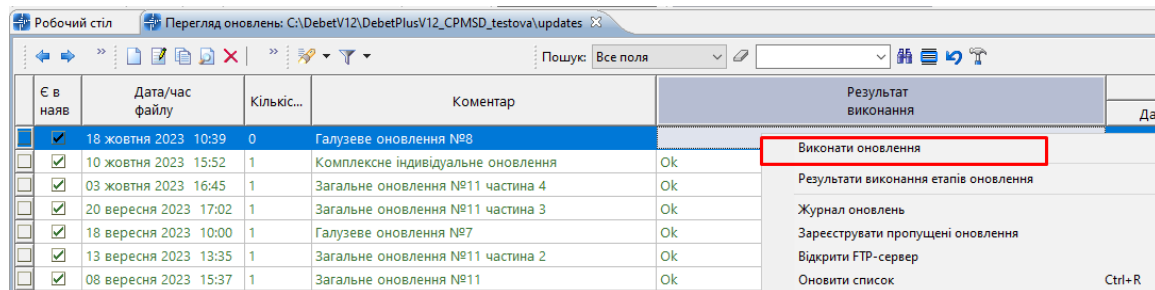 Робочий стіл Перегляд оновлень: C:\DebetV12\DebetPlusV12_CPMSD_testova\updates
Пошук: Все поля
Є в наяв Дата/час файлу Кількіс... Коментар Результат виконання Да
18 жовтня 2023 10:39 0 Галузеве оновлення №8
10 жовтня 2023 15:52 1 Комплексне індивідуальне оновлення Ok
03 жовтня 2023 16:45 1 Загальне оновлення №11 частина 4 Ok
20 вересня 2023 17:02 1 Загальне оновлення №11 частина 3 Ok
18 вересня 2023 10:00 1 Галузеве оновлення №7 Ok
13 вересня 2023 13:35 1 Загальне оновлення №11 частина 2 Ok
08 вересня 2023 15:37 1 Загальне оновлення №11 Ok
Виконати оновлення
Результати виконання етапів оновлення
Журнал оновлень
Зареєструвати пропущені оновлення
Відкрити FTP-сервер
Оновити список Ctrl+R